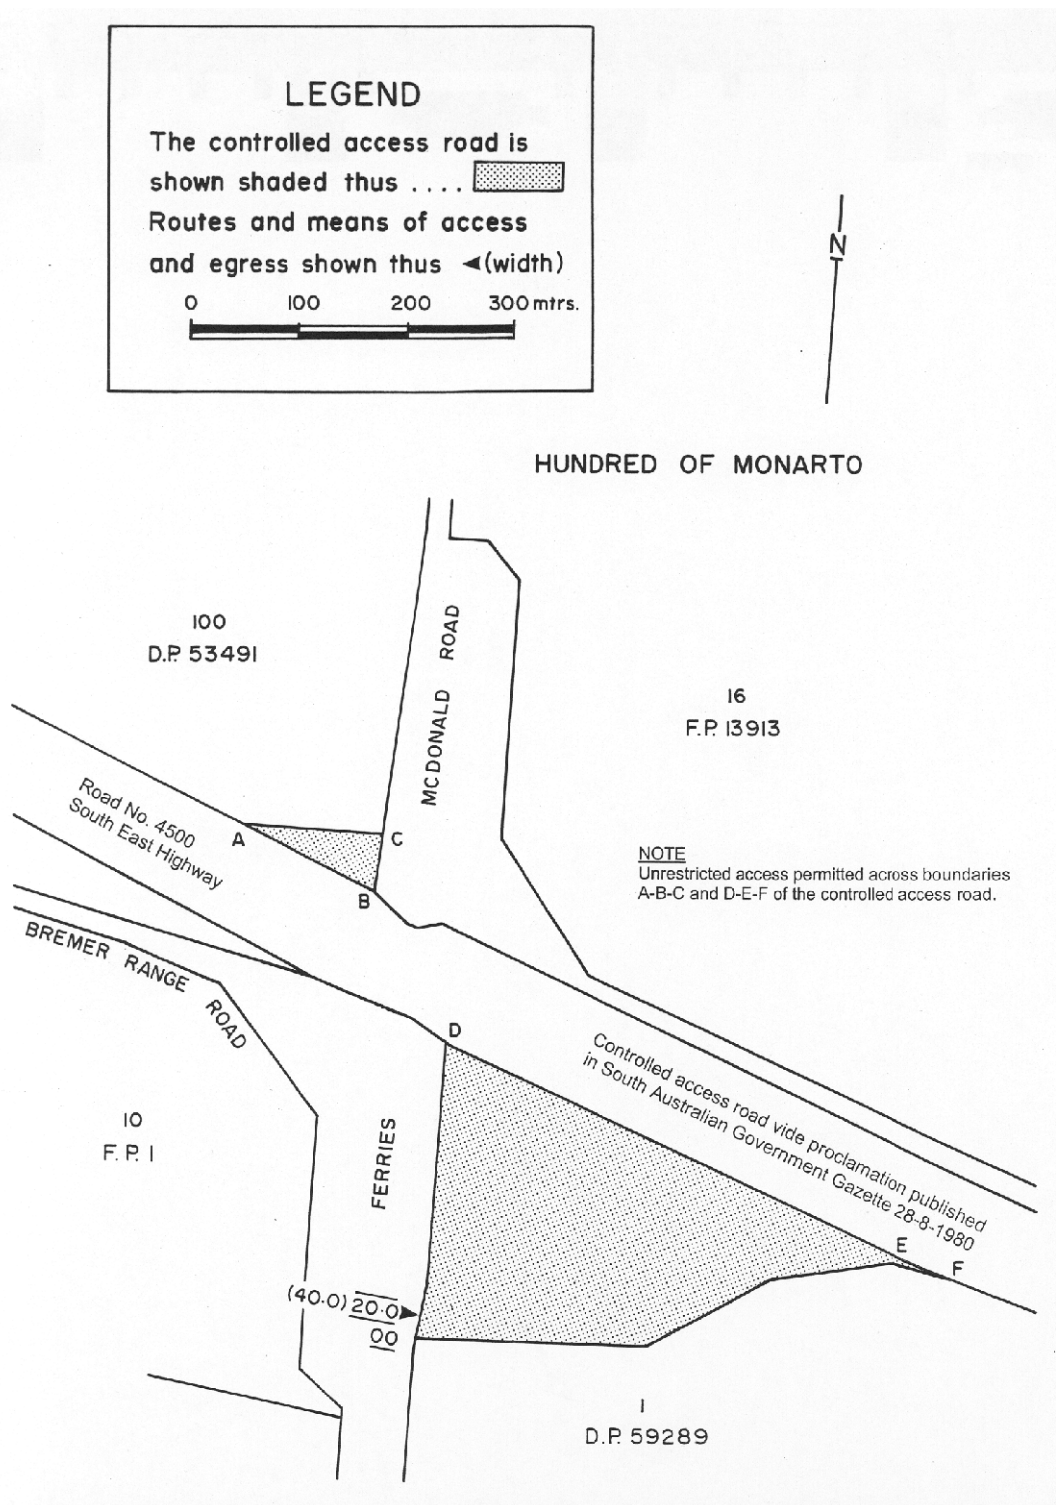 LEGEND
The controlled access road is
shown shaded thus ....
Routes and means of access
and egress shown thus ◄(width)
0 100 200 300 mtrs.
N
HUNDRED OF MONARTO
100
D.P. 53491
MCDONALD ROAD
16
F.P. 13913
Road No. 4500
South East Highway
A
C
B
NOTE
Unrestricted access permitted across boundaries
A-B-C and D-E-F of the controlled access road.
BREMER RANGE ROAD
D
Controlled access road vide proclamation published
in South Australian Government Gazette 28-8-1980
10
F. P. 1
FERRIES
E
F
(40.0) 20.0
00
1
D.P. 59289